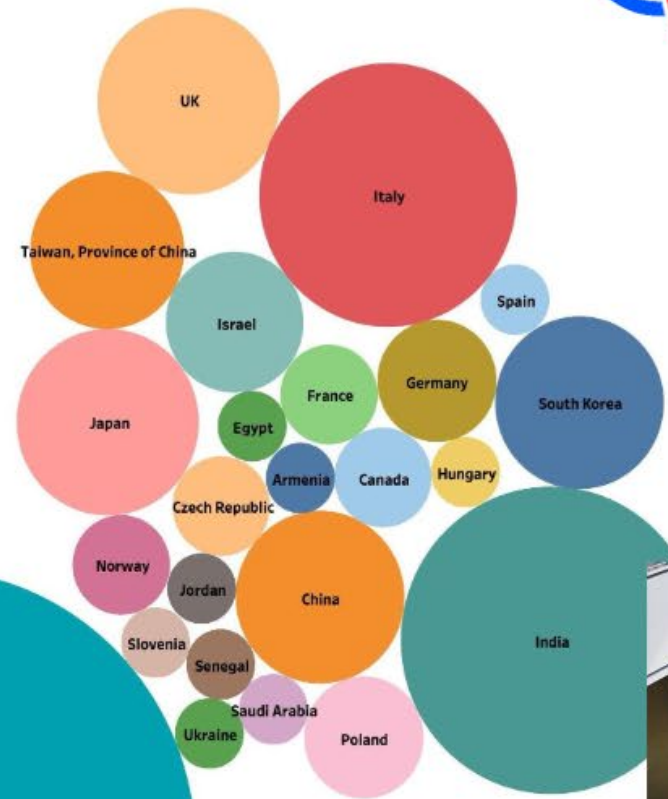 UK
Italy
Taiwan, Province of China
Spain
Israel
Germany
France
South Korea
Japan
Egypt
Armenia
Canada
Hungary
Czech Republic
Norway
Jordan
China
Slovenia
India
Senegal
Saudi Arabia
Ukraine
Poland